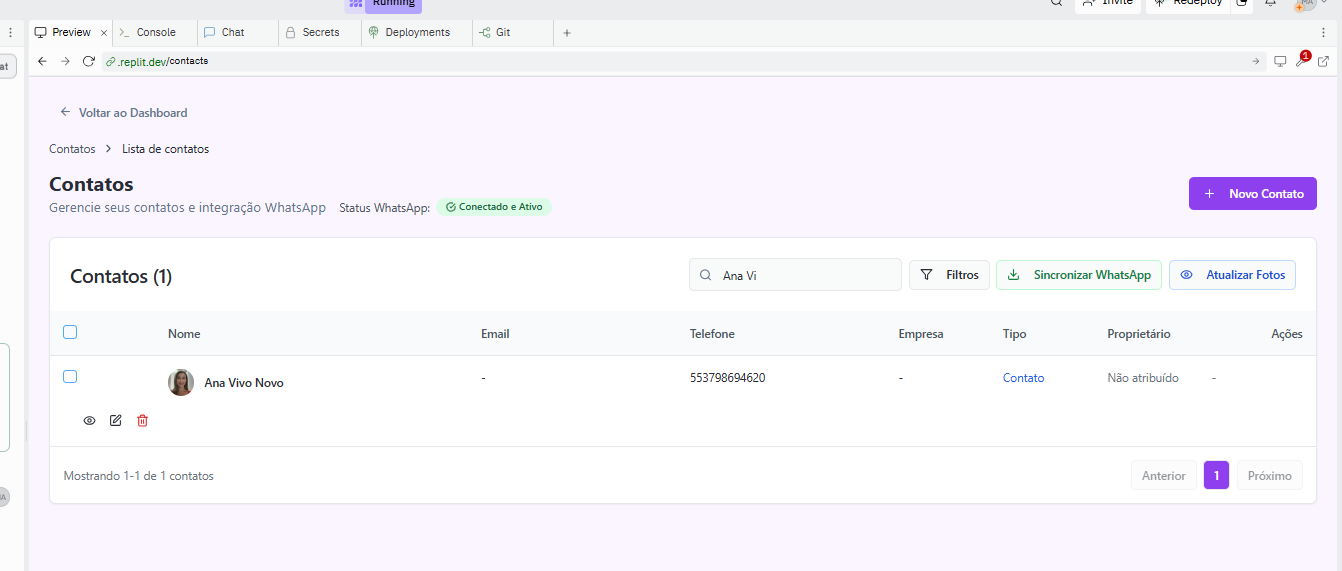 Running
Invite
Redeploy
MA
Preview × Console Chat Secrets Deployments Git +
at
.replit.dev/contacts
1
Voltar ao Dashboard
Contatos > Lista de contatos
Contatos
Gerencie seus contatos e integração WhatsApp Status WhatsApp: Conectado e Ativo
+ Novo Contato
Contatos (1)
Ana Vi
Filtros
Sincronizar WhatsApp
Atualizar Fotos
Nome Email Telefone Empresa Tipo Proprietário Ações
Ana Vivo Novo - 553798694620 - Contato Não atribuído -
Mostrando 1-1 de 1 contatos
Anterior 1 Próximo